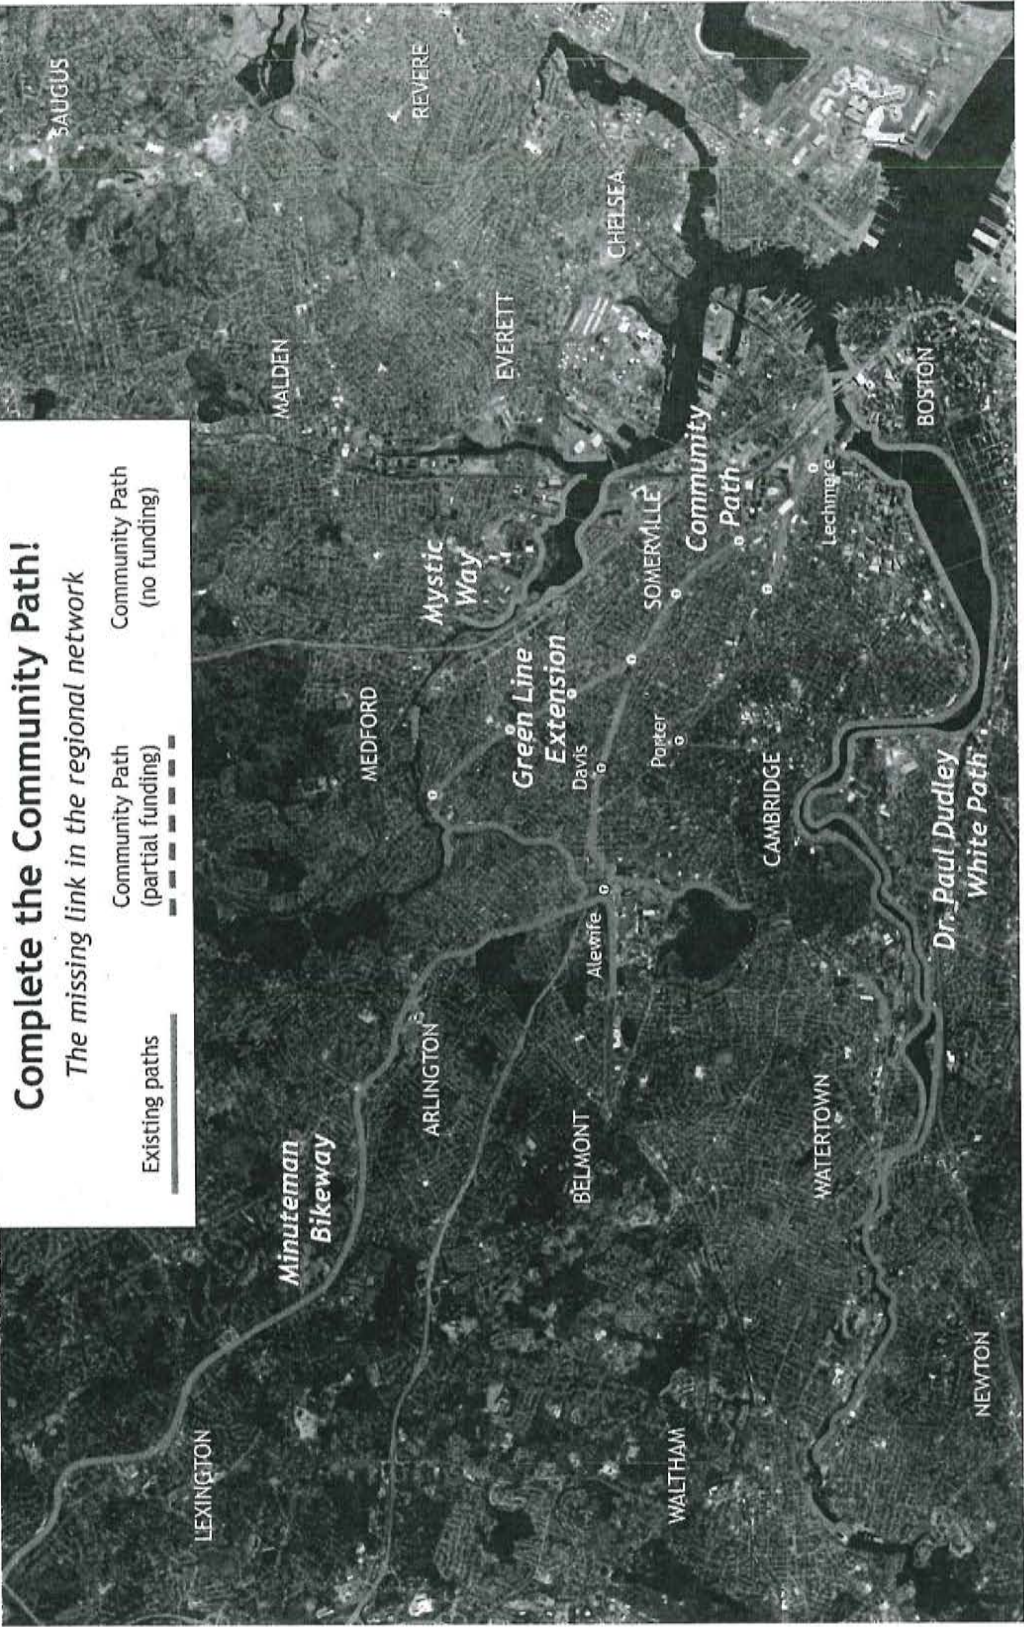 Complete the Community Path!
The missing link in the regional network
Existing paths
Community Path
(partial funding)
Community Path
(no funding)
SAUGUS
REVERE
MALDEN
CHELSEA
EVERETT
Mystic
Way
MEDFORD
Minuteman
Bikeway
LEXINGTON
ARLINGTON
Green Line
Extension
SOMERVILLE
Community
Path
Davis
Porter
Lechmere
BOSTON
Alewife
BELMONT
CAMBRIDGE
WATERTOWN
WALTHAM
Dr. Paul Dudley
White Path
NEWTON